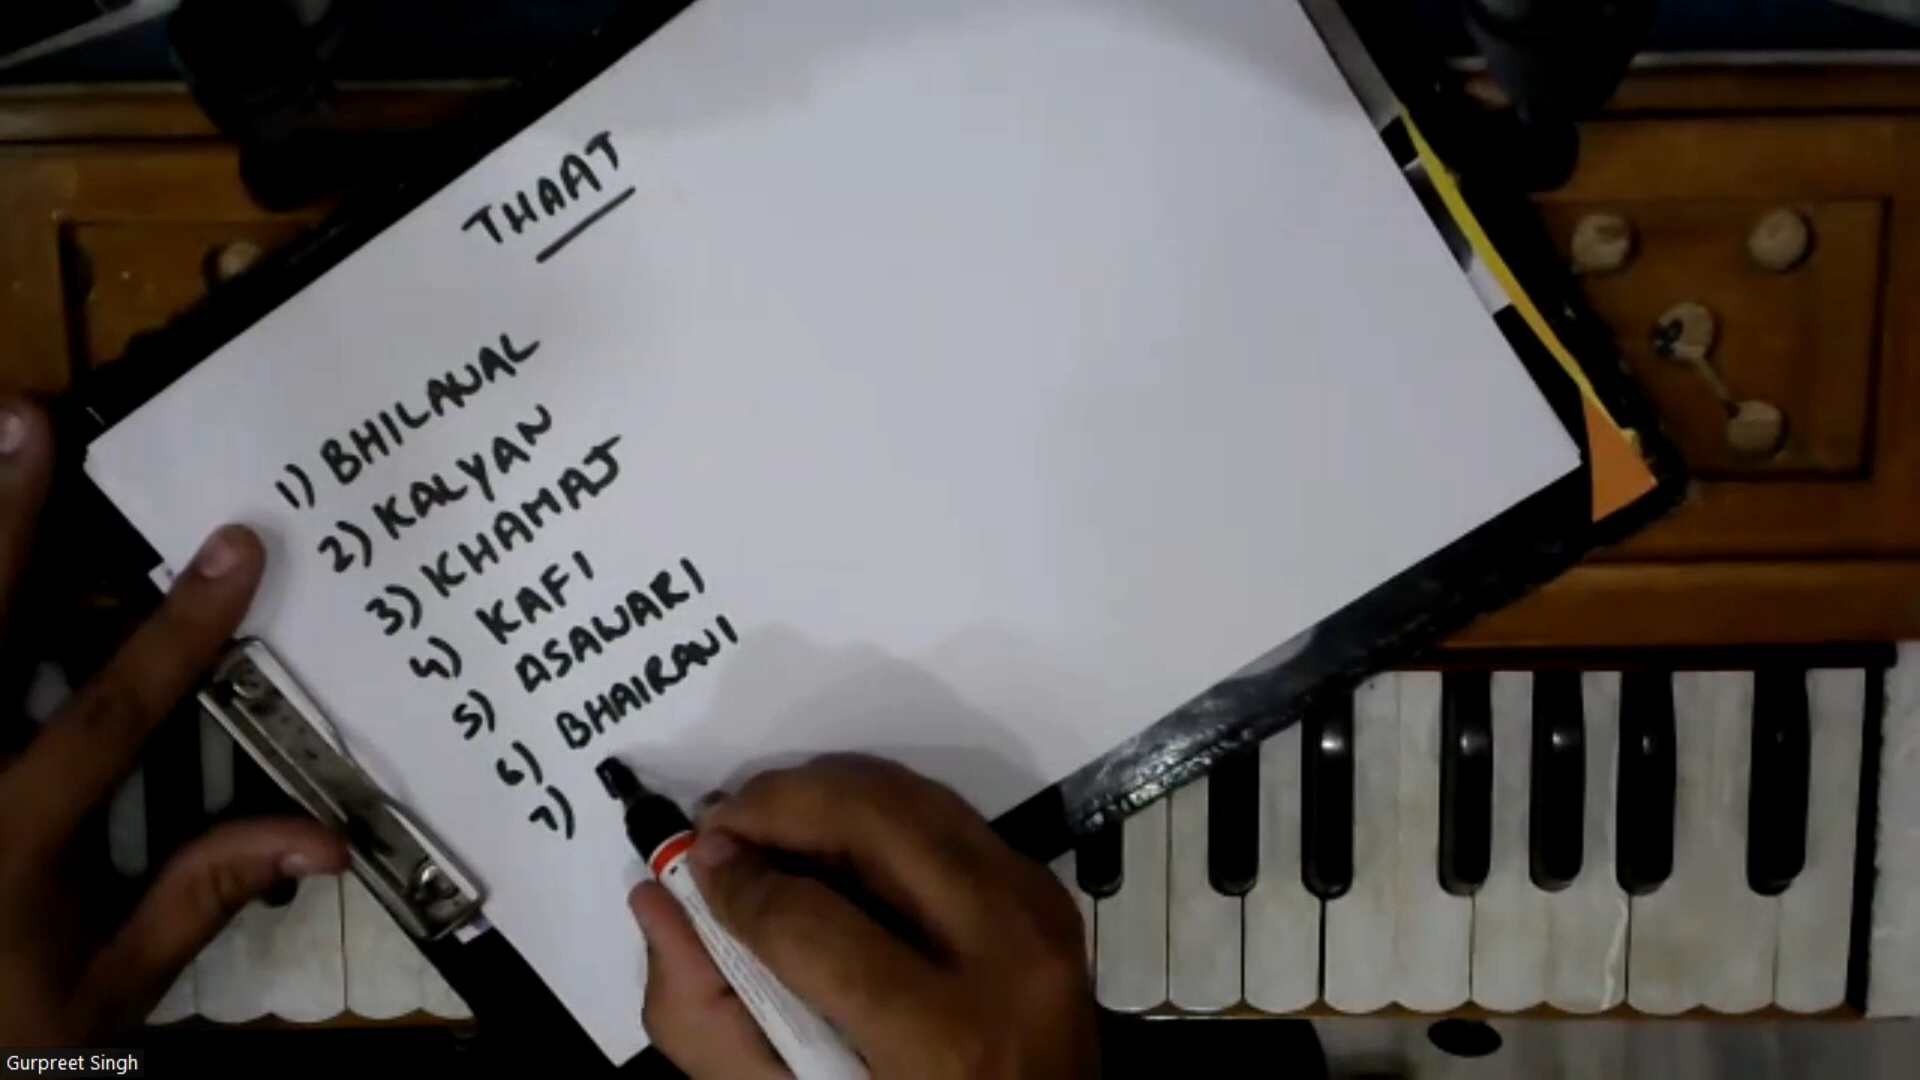 THAAT
1) BHILAWAL
2) KALYAN
3) KHAMAJ
4) KAFI
5) ASAWARI
6) BHAIRAVI
7)
Gurpreet Singh